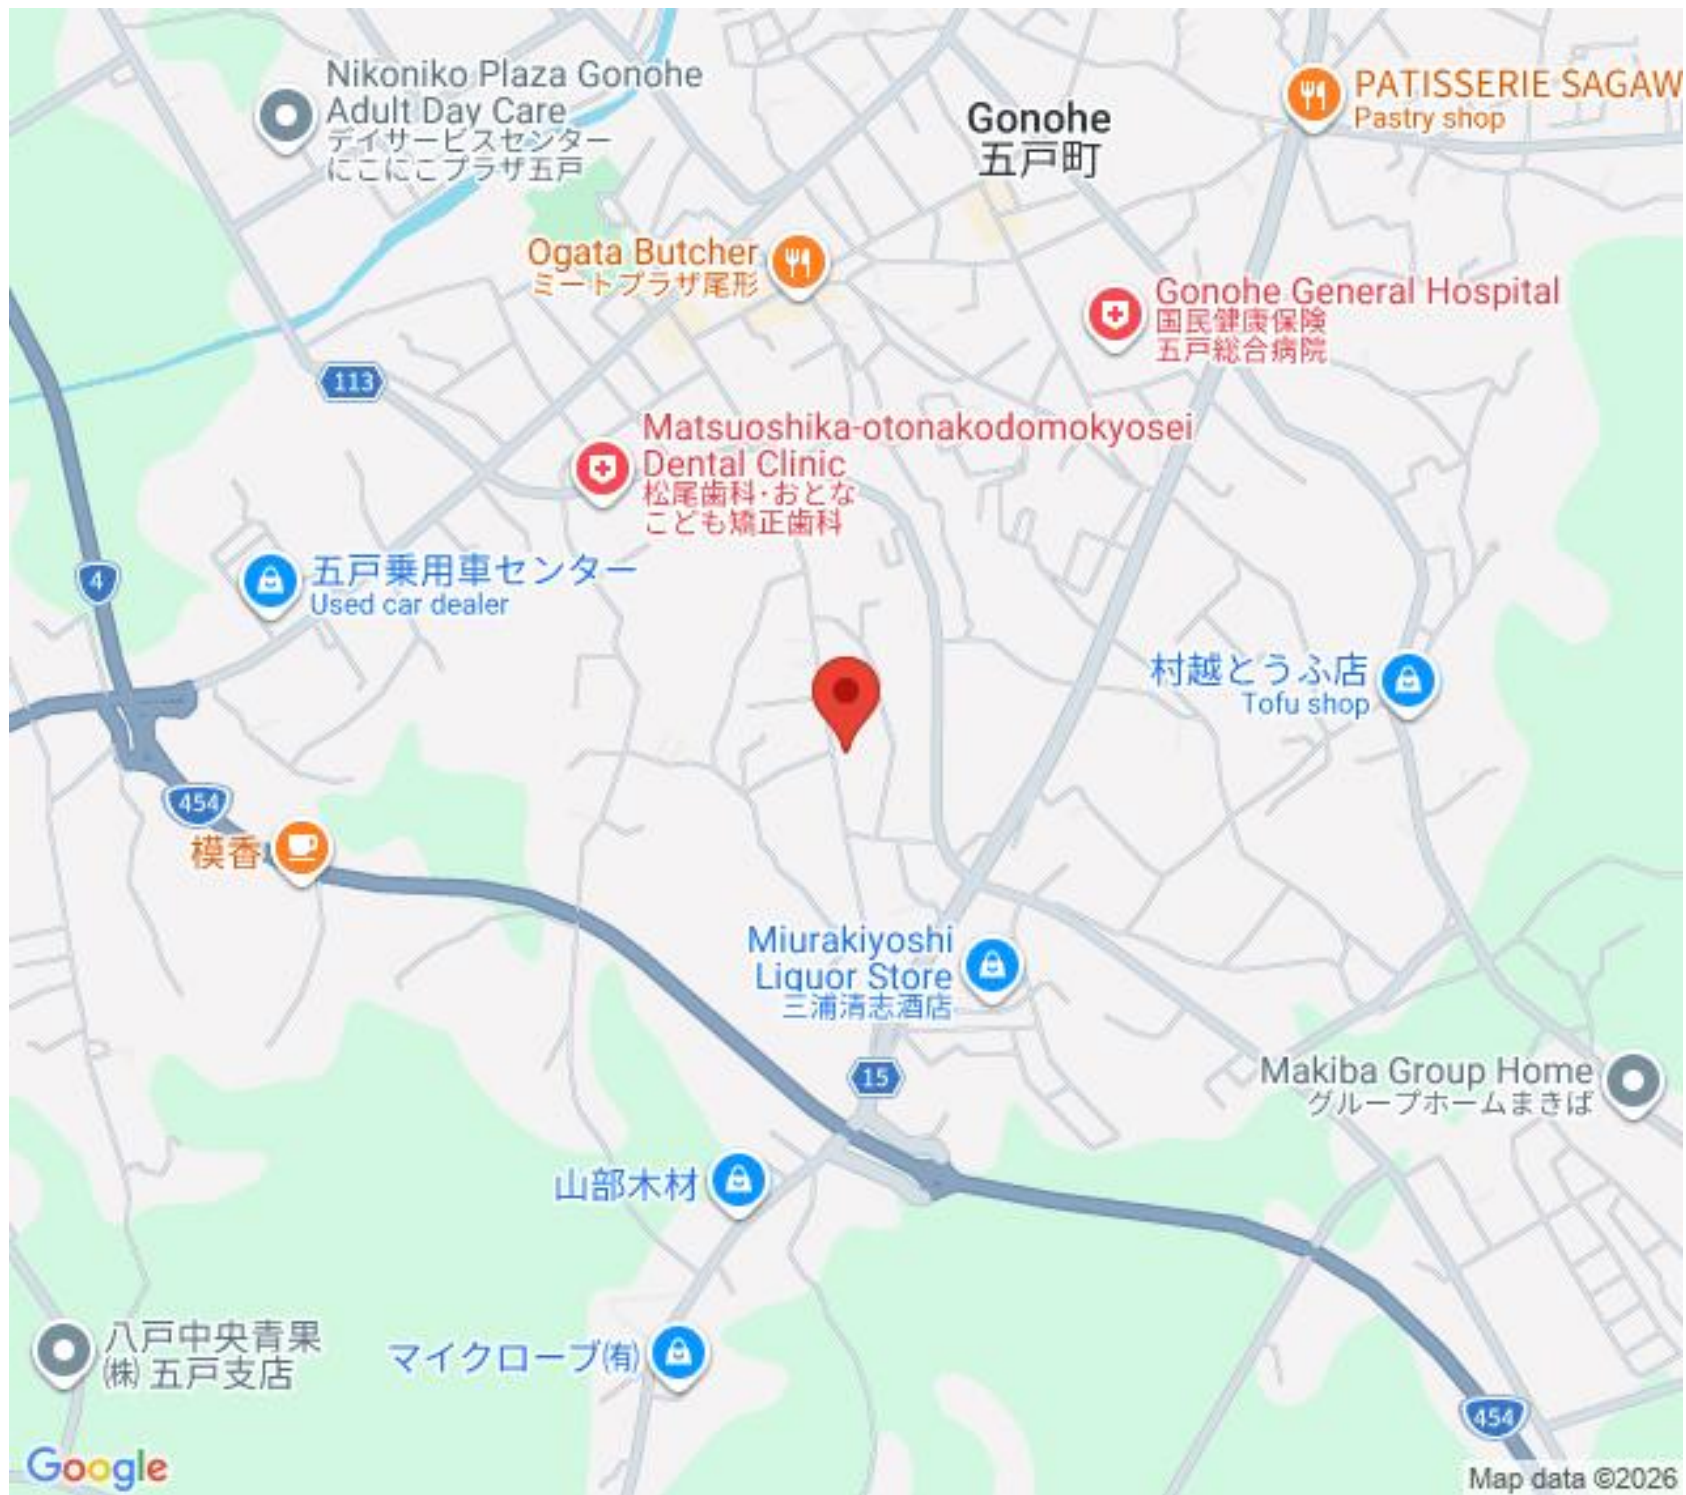 Nikoniko Plaza Gonohe
Adult Day Care
デイサービスセンター
にこにこプラザ五戸
Gonohe
五戸町
PATISSERIE SAGAW
Pastry shop
Ogata Butcher
ミートプラザ尾形
Gonohe General Hospital
国民健康保険
五戸総合病院
113
Matsuoshika-otonakodomokyosei
Dental Clinic
松尾歯科・おとな
こども矯正歯科
4
五戸乗用車センター
Used car dealer
村越とうふ店
Tofu shop
454
模香
Miurakiyoshi
Liquor Store
三浦清志酒店
15
Makiba Group Home
グループホームまきば
山部木材
八戸中央青果
㈱ 五戸支店
マイクローブ㈲
454
Google
Map data ©2026